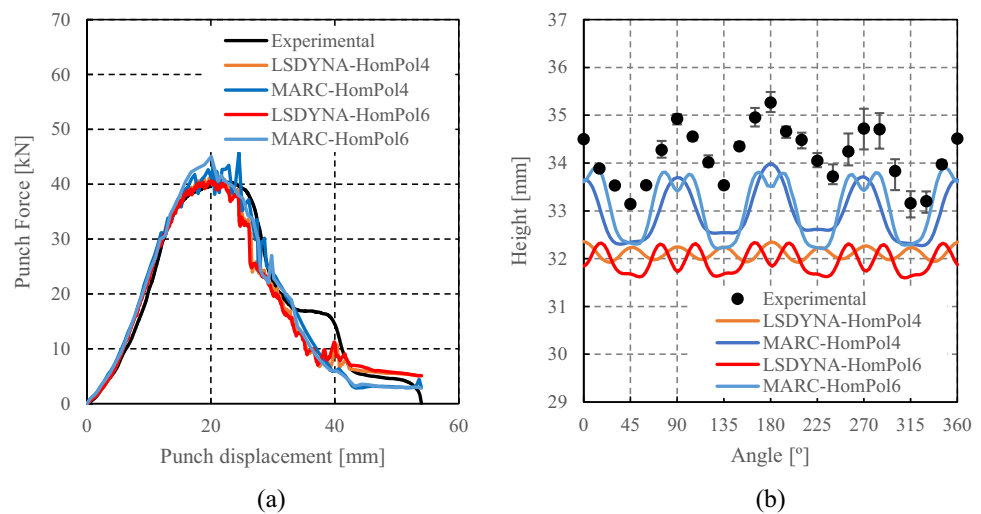 70
60
50
40
30
20
10
0
Punch Force [kN]
0 20 40 60
Punch displacement [mm]
Experimental
LSDYNA-HomPol4
MARC-HomPol4
LSDYNA-HomPol6
MARC-HomPol6
(a)
37
36
35
34
33
32
31
30
29
Height [mm]
0 45 90 135 180 225 270 315 360
Angle [º]
Experimental
LSDYNA-HomPol4
MARC-HomPol4
LSDYNA-HomPol6
MARC-HomPol6
(b)